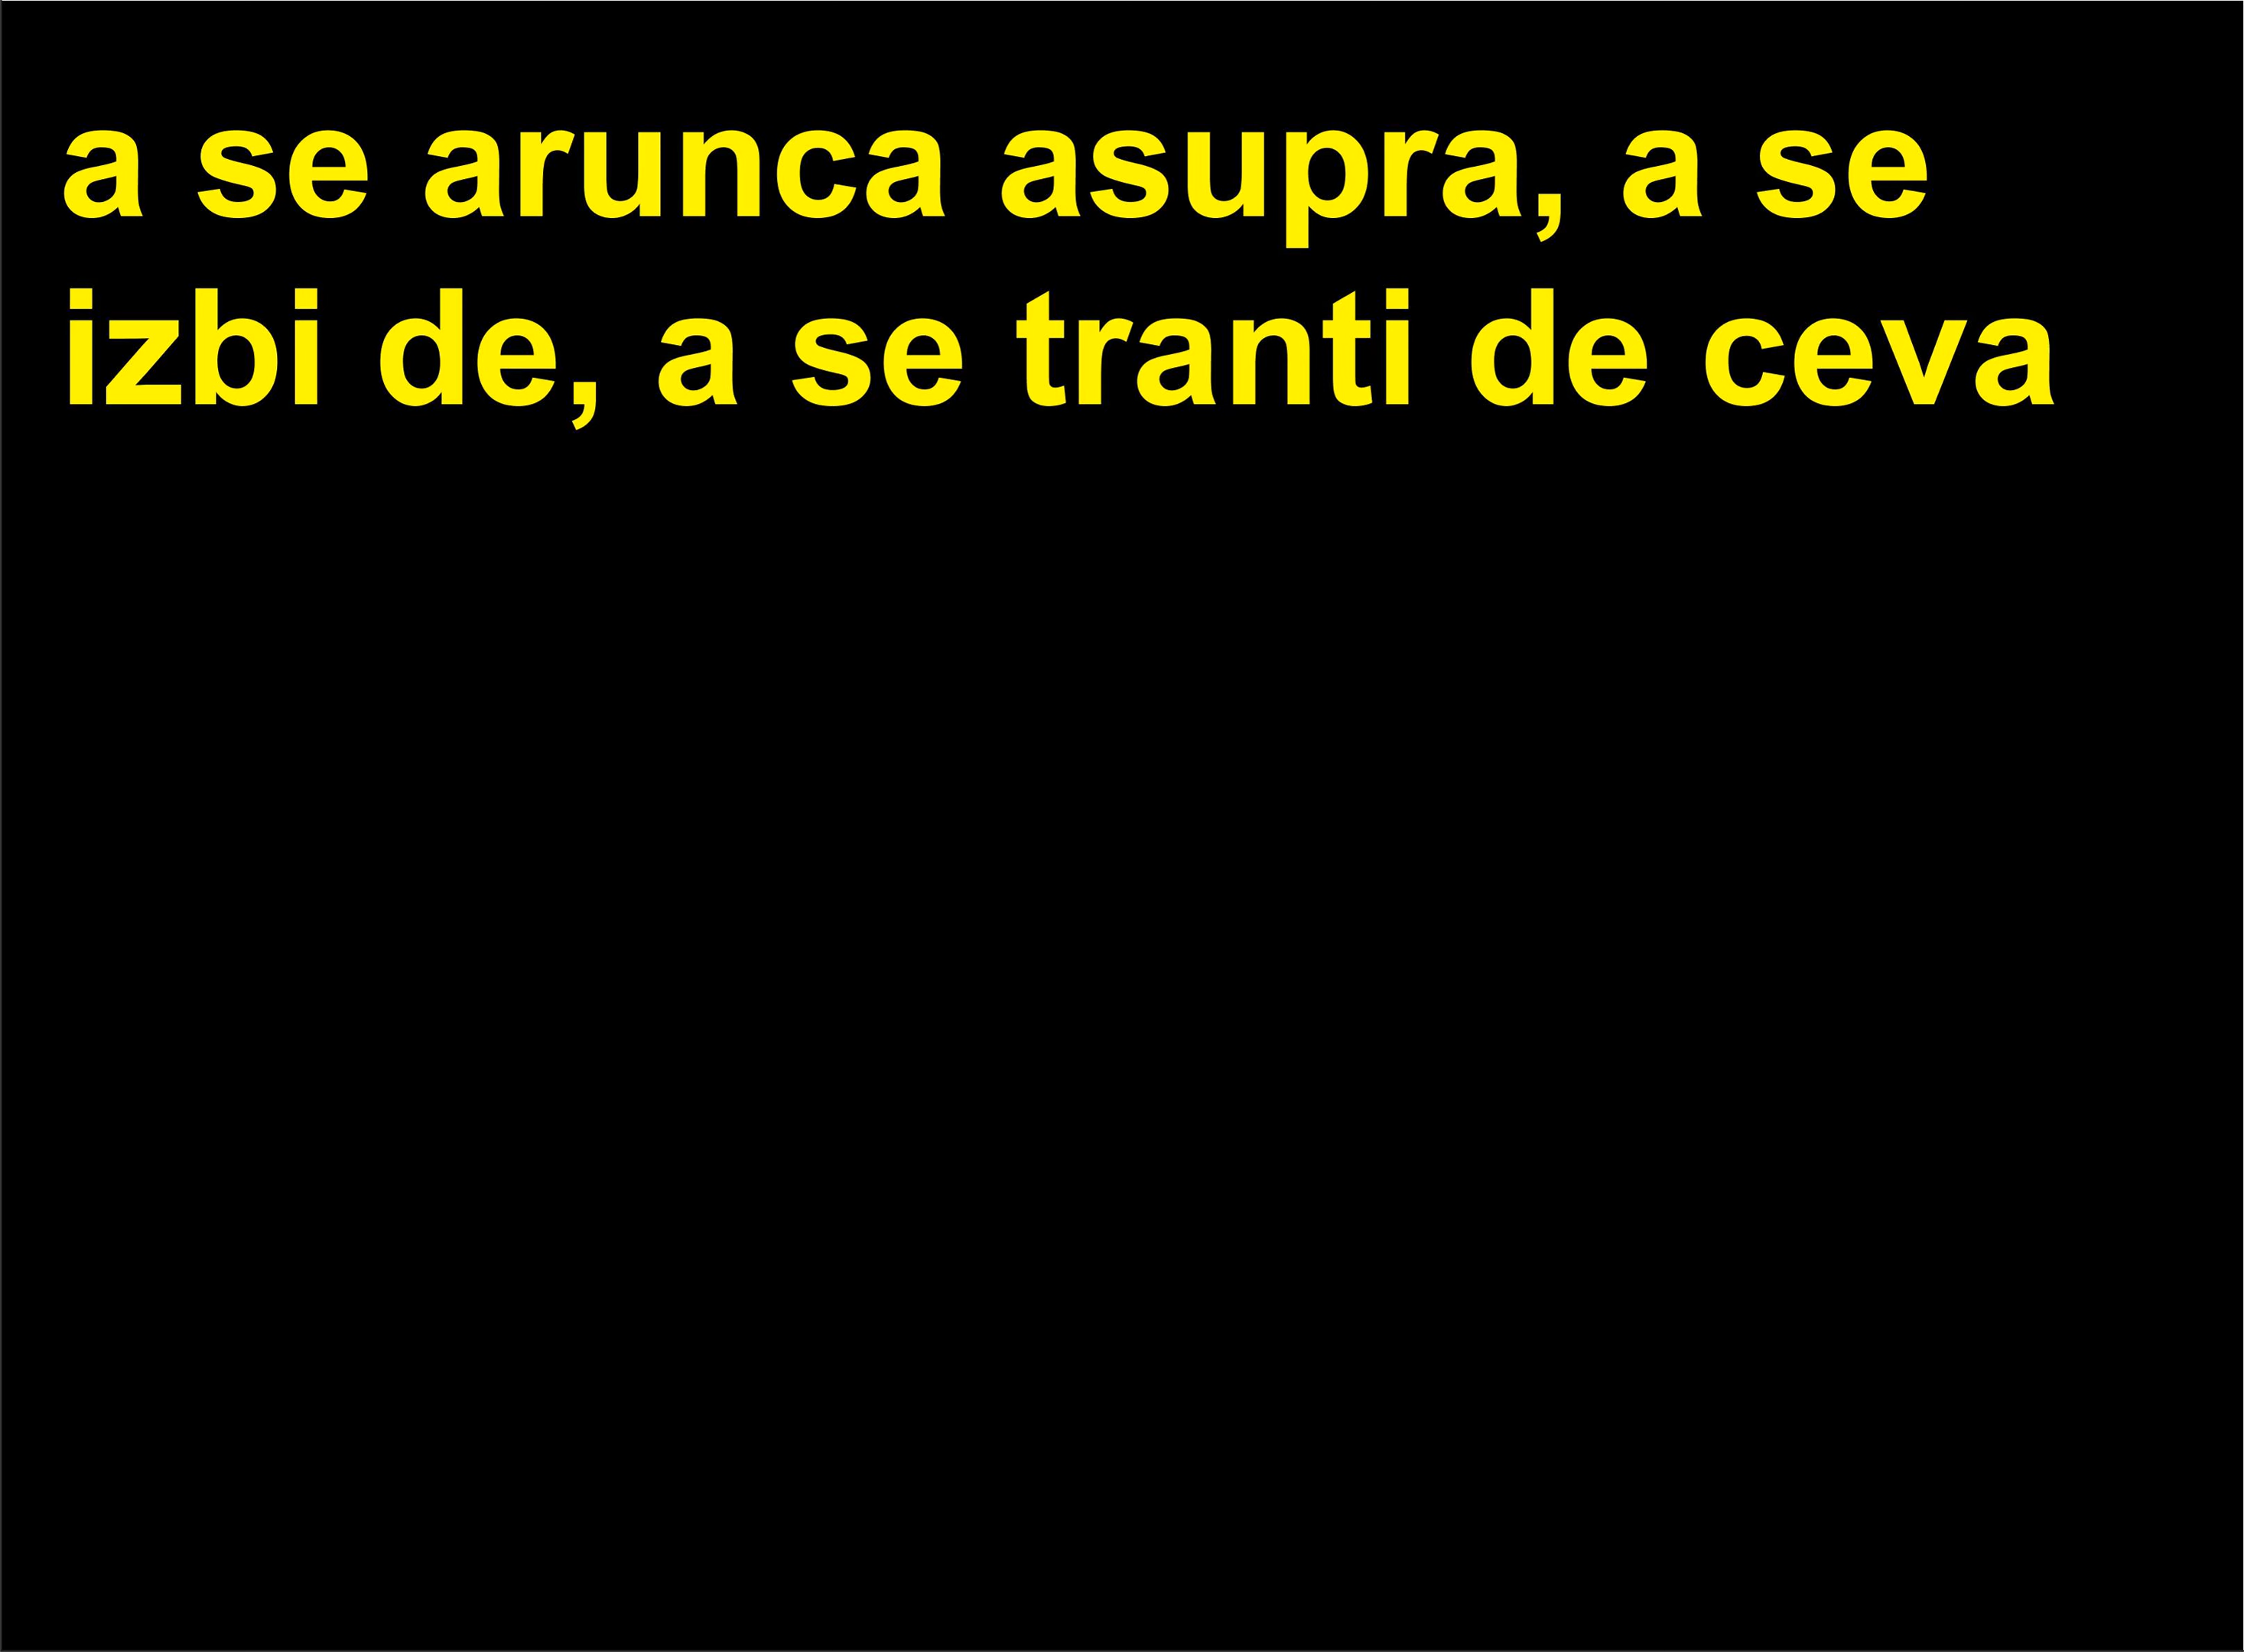 a se arunca asupra, a se
izbi de, a se tranti de ceva